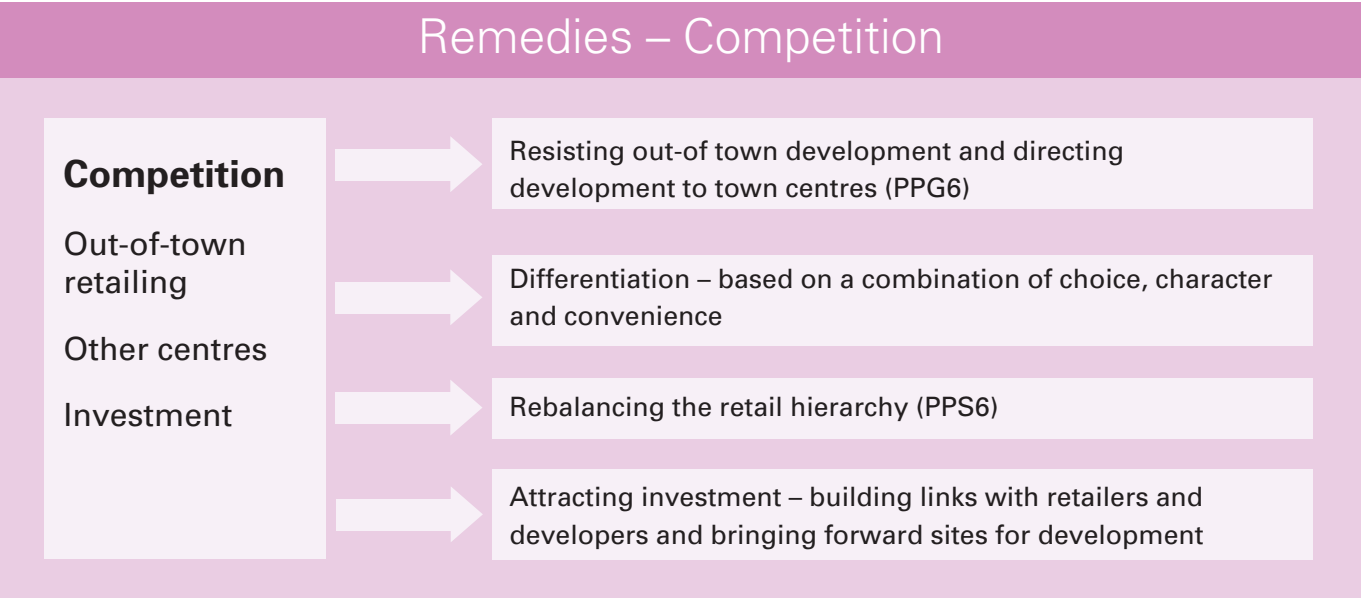 Remedies – Competition
Competition
Out-of-town
retailing
Other centres
Investment
Resisting out-of town development and directing
development to town centres (PPG6)
Differentiation – based on a combination of choice, character
and convenience
Rebalancing the retail hierarchy (PPS6)
Attracting investment – building links with retailers and
developers and bringing forward sites for development